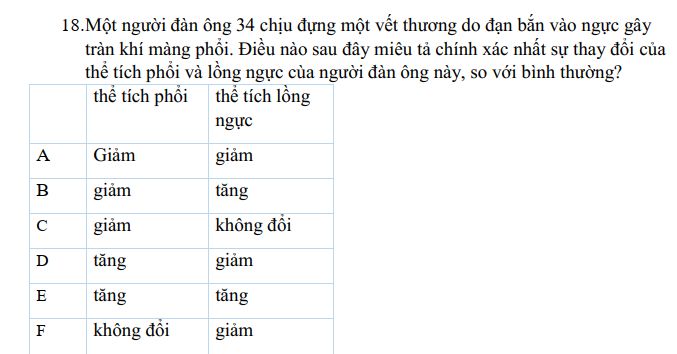 18.Một người đàn ông 34 chịu đựng một vết thương do đạn bắn vào ngực gây
tràn khí màng phổi. Điều nào sau đây miêu tả chính xác nhất sự thay đổi của
thể tích phổi và lồng ngực của người đàn ông này, so với bình thường?
thể tích phổi thể tích lồng
ngực
A Giảm giảm
B giảm tăng
C giảm không đổi
D tăng giảm
E tăng tăng
F không đổi giảm